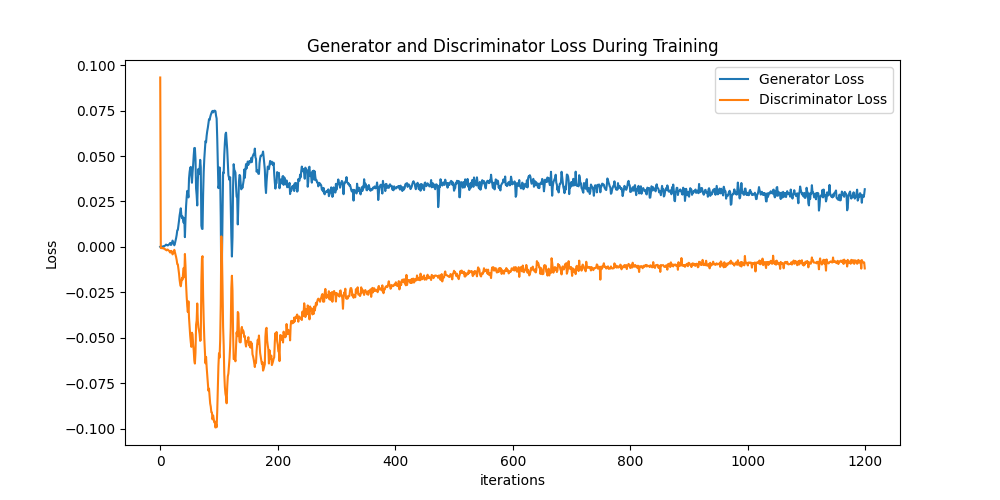 Generator and Discriminator Loss During Training
Generator Loss
Discriminator Loss
Loss
0.100
0.075
0.050
0.025
0.000
−0.025
−0.050
−0.075
−0.100
0 200 400 600 800 1000 1200
iterations